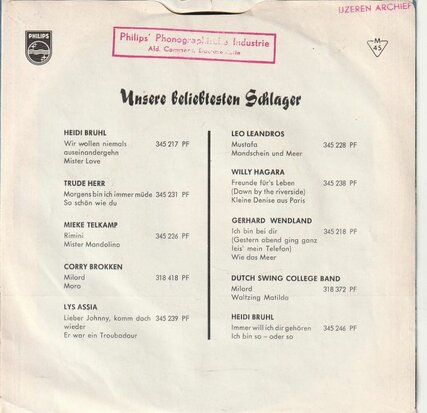 PHILIPS
Philips' Phonographische Industrie
IJZEREN ARCHIEF
M
45
Unsere beliebtesten Schlager
HEIDI BRUHL
Wir wollen niemals 345 217 PF
auseinandergehn
Mister Love
TRUDE HERR
Morgens bin ich immer müde 345 231 PF
So schön wie du
MIEKE TELKAMP
Rimini 345 226 PF
Mister Mandolino
CORRY BROKKEN
Milord 318 418 PF
Moro
LYS ASSIA
Lieber Johnny, komm doch 345 239 PF
wieder
Er war ein Troubadour
LEO LEANDROS
Mustafa 345 228 PF
Mondschein und Meer
WILLY HAGARA
Freunde für's Leben 345 238 PF
(Down by the riverside)
Kleine Denise aus Paris
GERHARD WENDLAND
Ich bin bei dir 345 218 PF
(Gestern abend ging ganz
leis' mein Telefon)
Wie das Meer
DUTCH SWING COLLEGE BAND
Milord 318 372 PF
Waltzing Matilda
HEIDI BRUHL
Immer will ich dir gehören 345 246 PF
Ich bin so – oder so